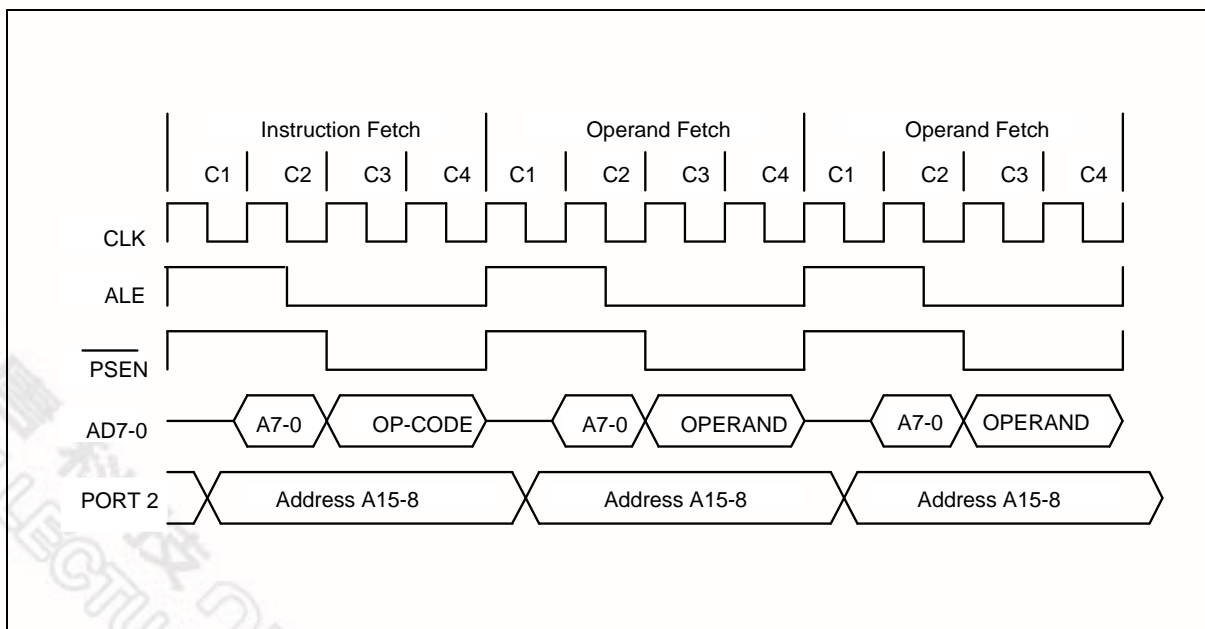 Instruction Fetch Operand Fetch Operand Fetch
C1 C2 C3 C4 C1 C2 C3 C4 C1 C2 C3 C4
CLK
ALE
PSEN
AD7-0 A7-0 OP-CODE A7-0 OPERAND A7-0 OPERAND
PORT 2 Address A15-8 Address A15-8 Address A15-8